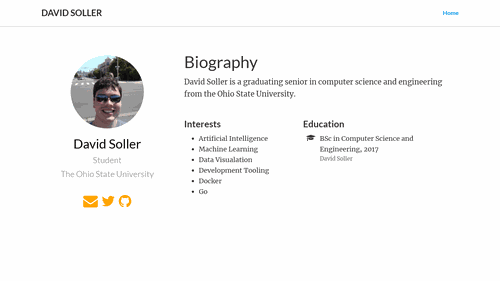 DAVID SOLLER
Home
David Soller
Student
The Ohio State University
Biography
David Soller is a graduating senior in computer science and engineering
from the Ohio State University.
Interests
Artificial Intelligence
Machine Learning
Data Visualation
Development Tooling
Docker
Go
Education
BSc in Computer Science and
Engineering, 2017
David Soller